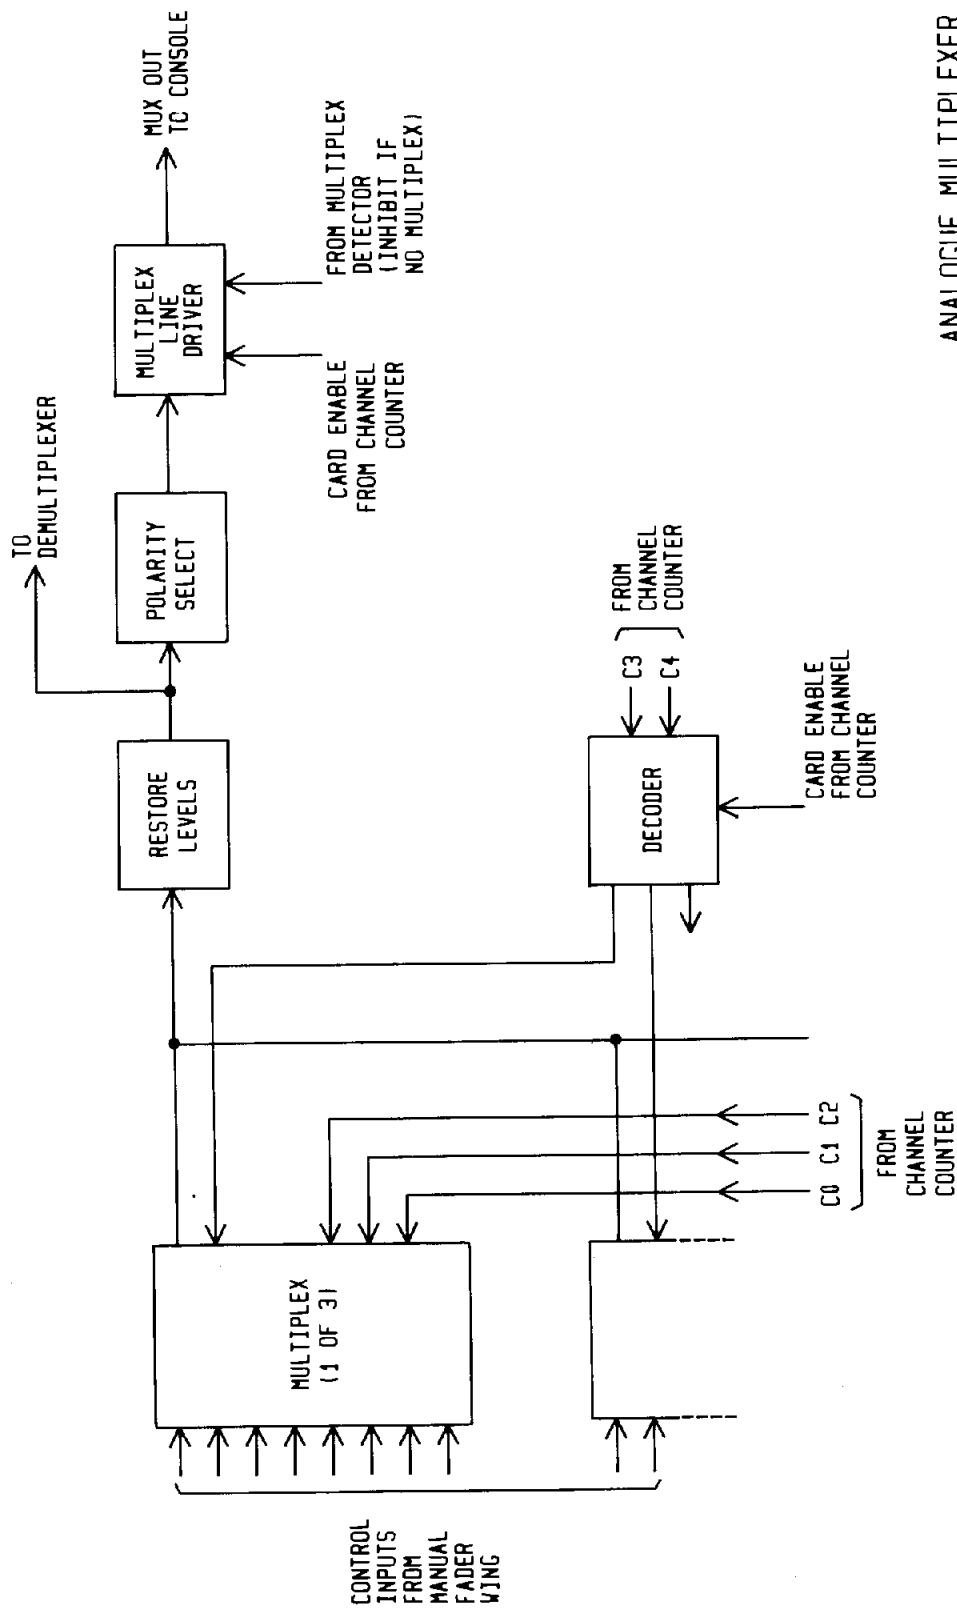 TO
DEMULTIPLEXER
MUX OUT
TO CONSOLE
RESTORE
LEVELS
POLARITY
SELECT
MULTIPLEX
LINE
DRIVER
CARD ENABLE
FROM CHANNEL
COUNTER
FROM MULTIPLEX
DETECTOR
(INHIBIT IF
NO MULTIPLEX)
MULTIPLEX
(1 OF 3)
CONTROL
INPUTS
FROM
MANUAL
FADER
WING
DECODER
C3
C4
FROM
CHANNEL
COUNTER
CARD ENABLE
FROM CHANNEL
COUNTER
C0 C1 C2
FROM
CHANNEL
COUNTER
ANALOGUE MULTIPLEXER